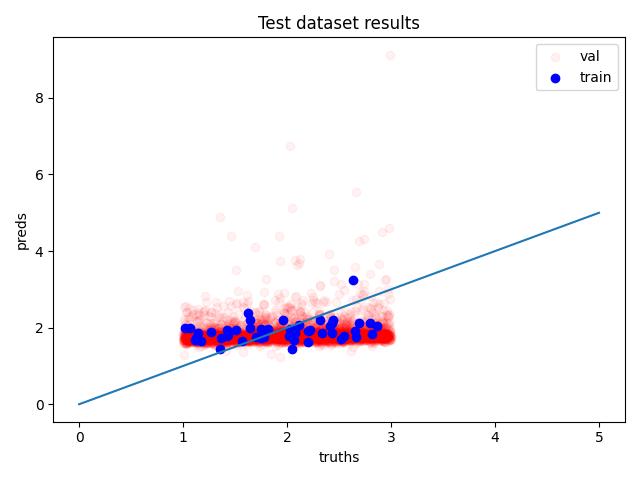 Test dataset results
val
train
preds
8
6
4
2
0
0 1 2 3 4 5
truths